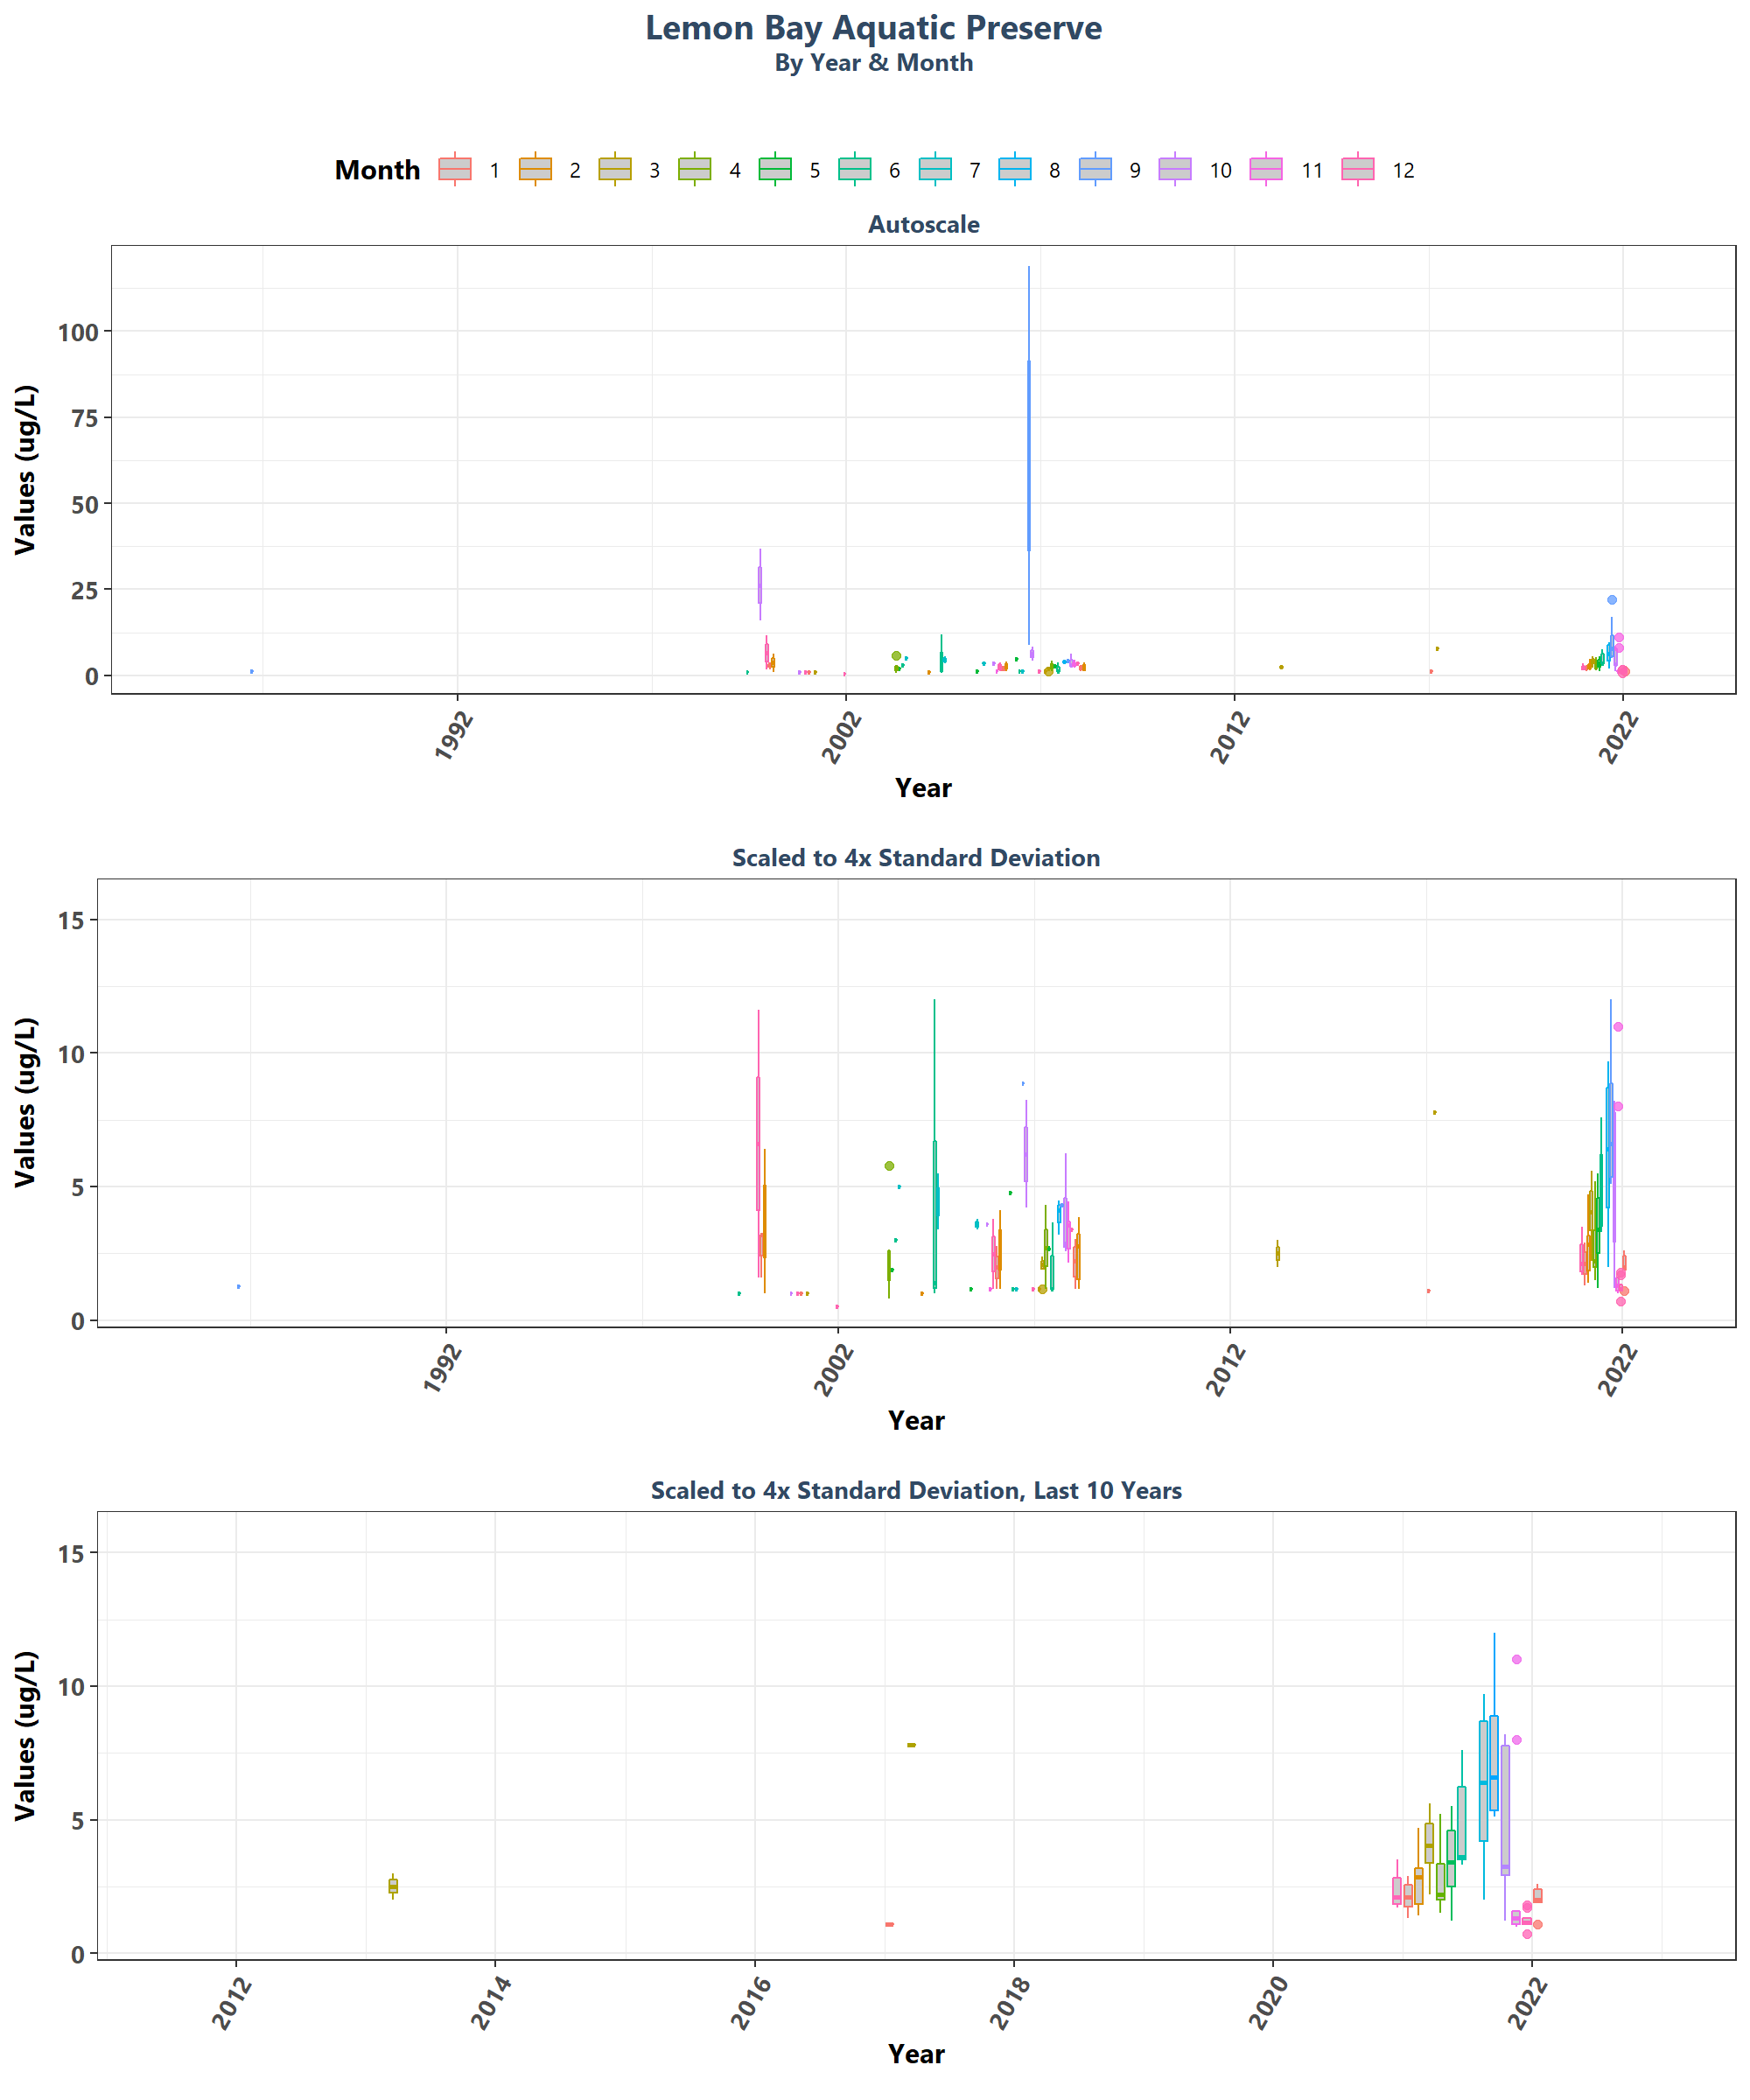 Lemon Bay Aquatic Preserve
By Year & Month
Month 1 2 3 4 5 6 7 8 9 10 11 12
Autoscale
Values (ug/L)
100
75
50
25
0
1992 2002 2012 2022
Year
Scaled to 4x Standard Deviation
Values (ug/L)
15
10
5
0
1992 2002 2012 2022
Year
Scaled to 4x Standard Deviation, Last 10 Years
Values (ug/L)
15
10
5
0
2012 2014 2016 2018 2020 2022
Year